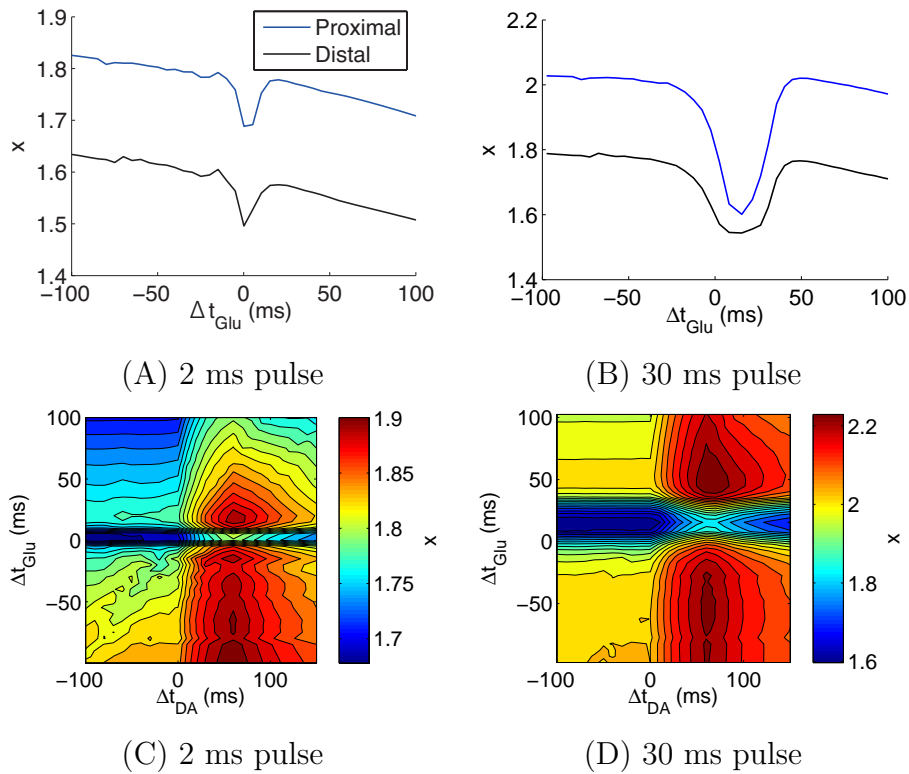 1.9
1.8
1.7
1.6
1.5
1.4
x
Proximal
Distal
−100 −50 0 50 100
Δ t_Glu (ms)
2.2
2
1.8
1.6
1.4
x
−100 −50 0 50 100
Δt_Glu (ms)
(A) 2 ms pulse
(B) 30 ms pulse
100
50
0
−50
Δt_Glu (ms)
−100 0 100
Δt_DA (ms)
1.9
1.85
1.8
1.75
1.7
x
100
50
0
−50
Δt_Glu (ms)
−100 0 100
Δt_DA (ms)
2.2
2
1.8
1.6
x
(C) 2 ms pulse
(D) 30 ms pulse